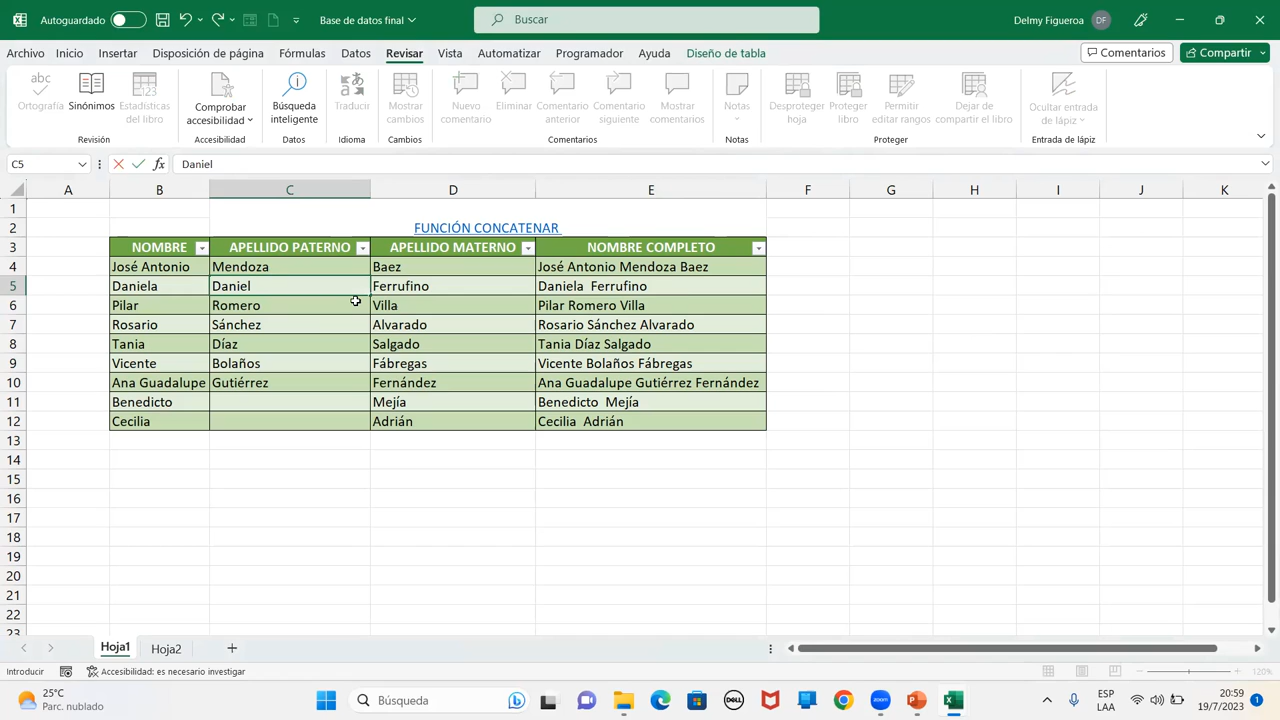 Autoguardado
Base de datos final
Buscar
Delmy Figueroa
DF
Archivo Inicio Insertar Disposición de página Fórmulas Datos Revisar Vista Automatizar Programador Ayuda Diseño de tabla
Comentarios
Compartir
abc
Ortografía
Sinónimos
Estadísticas
del libro
Revisión
Comprobar
accesibilidad
Accesibilidad
Búsqueda
inteligente
Datos
Traducir
Idioma
Mostrar
cambios
Cambios
Nuevo
comentario
Eliminar
Comentario
anterior
Comentario
siguiente
Mostrar
comentarios
Comentarios
Notas
Notas
Desproteger
hoja
Proteger
libro
Permitir
editar rangos
Dejar de
compartir el libro
Proteger
Ocultar entrada
de lápiz
Entrada de lápiz
C5 fx Daniel
A B C D E F G H I J K
1
2 FUNCIÓN CONCATENAR
3 NOMBRE APELLIDO PATERNO APELLIDO MATERNO NOMBRE COMPLETO
4 José Antonio Mendoza Baez José Antonio Mendoza Baez
5 Daniela Daniel Ferrufino Daniela  Ferrufino
6 Pilar Romero Villa Pilar Romero Villa
7 Rosario Sánchez Alvarado Rosario Sánchez Alvarado
8 Tania Díaz Salgado Tania Díaz Salgado
9 Vicente Bolaños Fábregas Vicente Bolaños Fábregas
10 Ana Guadalupe Gutiérrez Fernández Ana Guadalupe Gutiérrez Fernández
11 Benedicto Mejía Benedicto  Mejía
12 Cecilia Adrián Cecilia  Adrián
13
14
15
16
17
18
19
20
21
22
23
Hoja1 Hoja2
Introducir Accesibilidad: es necesario investigar 120%
25°C
Parc. nublado
Búsqueda
DELL
zoom
ESP
LAA
20:59
19/7/2023
1